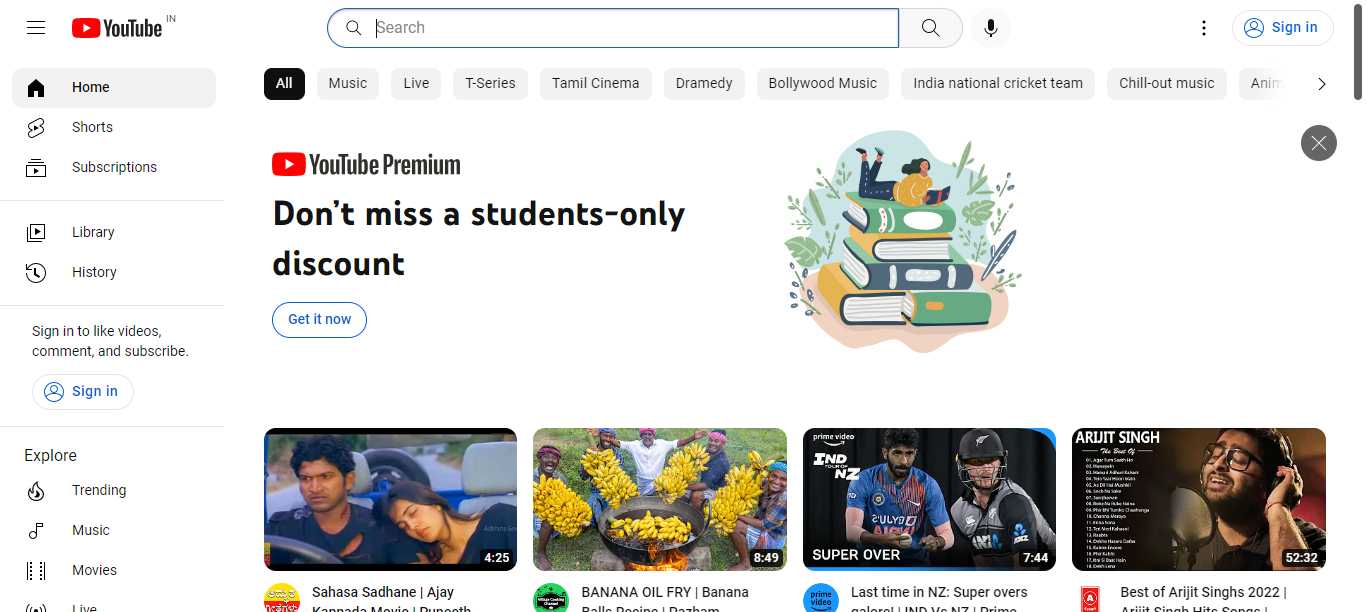 YouTube IN
Search
Sign in
Home
Shorts
Subscriptions
Library
History
Sign in to like videos,
comment, and subscribe.
Sign in
Explore
Trending
Music
Movies
Live
All
Music
Live
T-Series
Tamil Cinema
Dramedy
Bollywood Music
India national cricket team
Chill-out music
Anim
YouTube Premium
Don't miss a students-only
discount
Get it now
4:25
Sahasa Sadhane | Ajay
Kannada Movie | Puneeth
8:49
BANANA OIL FRY | Banana
Balls Recipe | Pazham
prime video
IND
TOUR OF
NZ
SUPER OVER
7:44
prime
video
Last time in NZ: Super overs
galore! | IND Vs NZ | Prime
ARIJIT SINGH
The Best Of
52:32
Best of Arijit Singhs 2022 |
Arijit Singh Hits Songs |